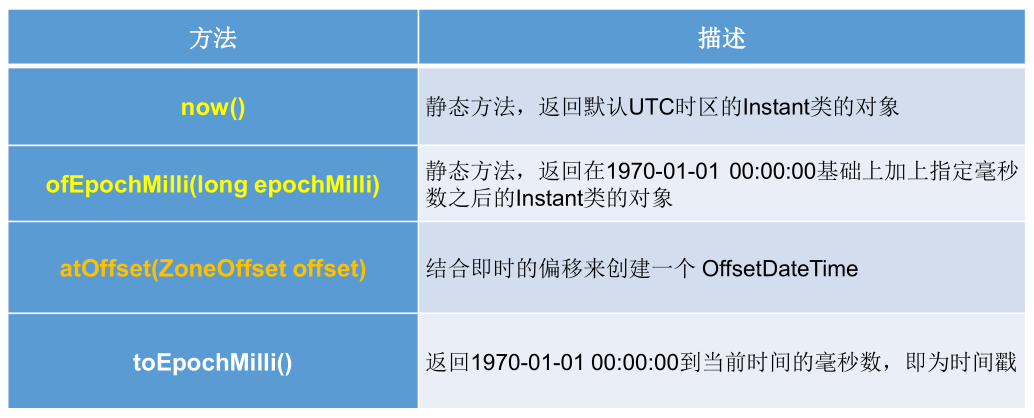 方法
描述
now()
静态方法，返回默认UTC时区的Instant类的对象
ofEpochMilli(long epochMilli)
静态方法，返回在1970-01-01 00:00:00基础上加上指定毫秒
数之后的Instant类的对象
atOffset(ZoneOffset offset)
结合即时的偏移来创建一个 OffsetDateTime
toEpochMilli()
返回1970-01-01 00:00:00到当前时间的毫秒数，即为时间戳